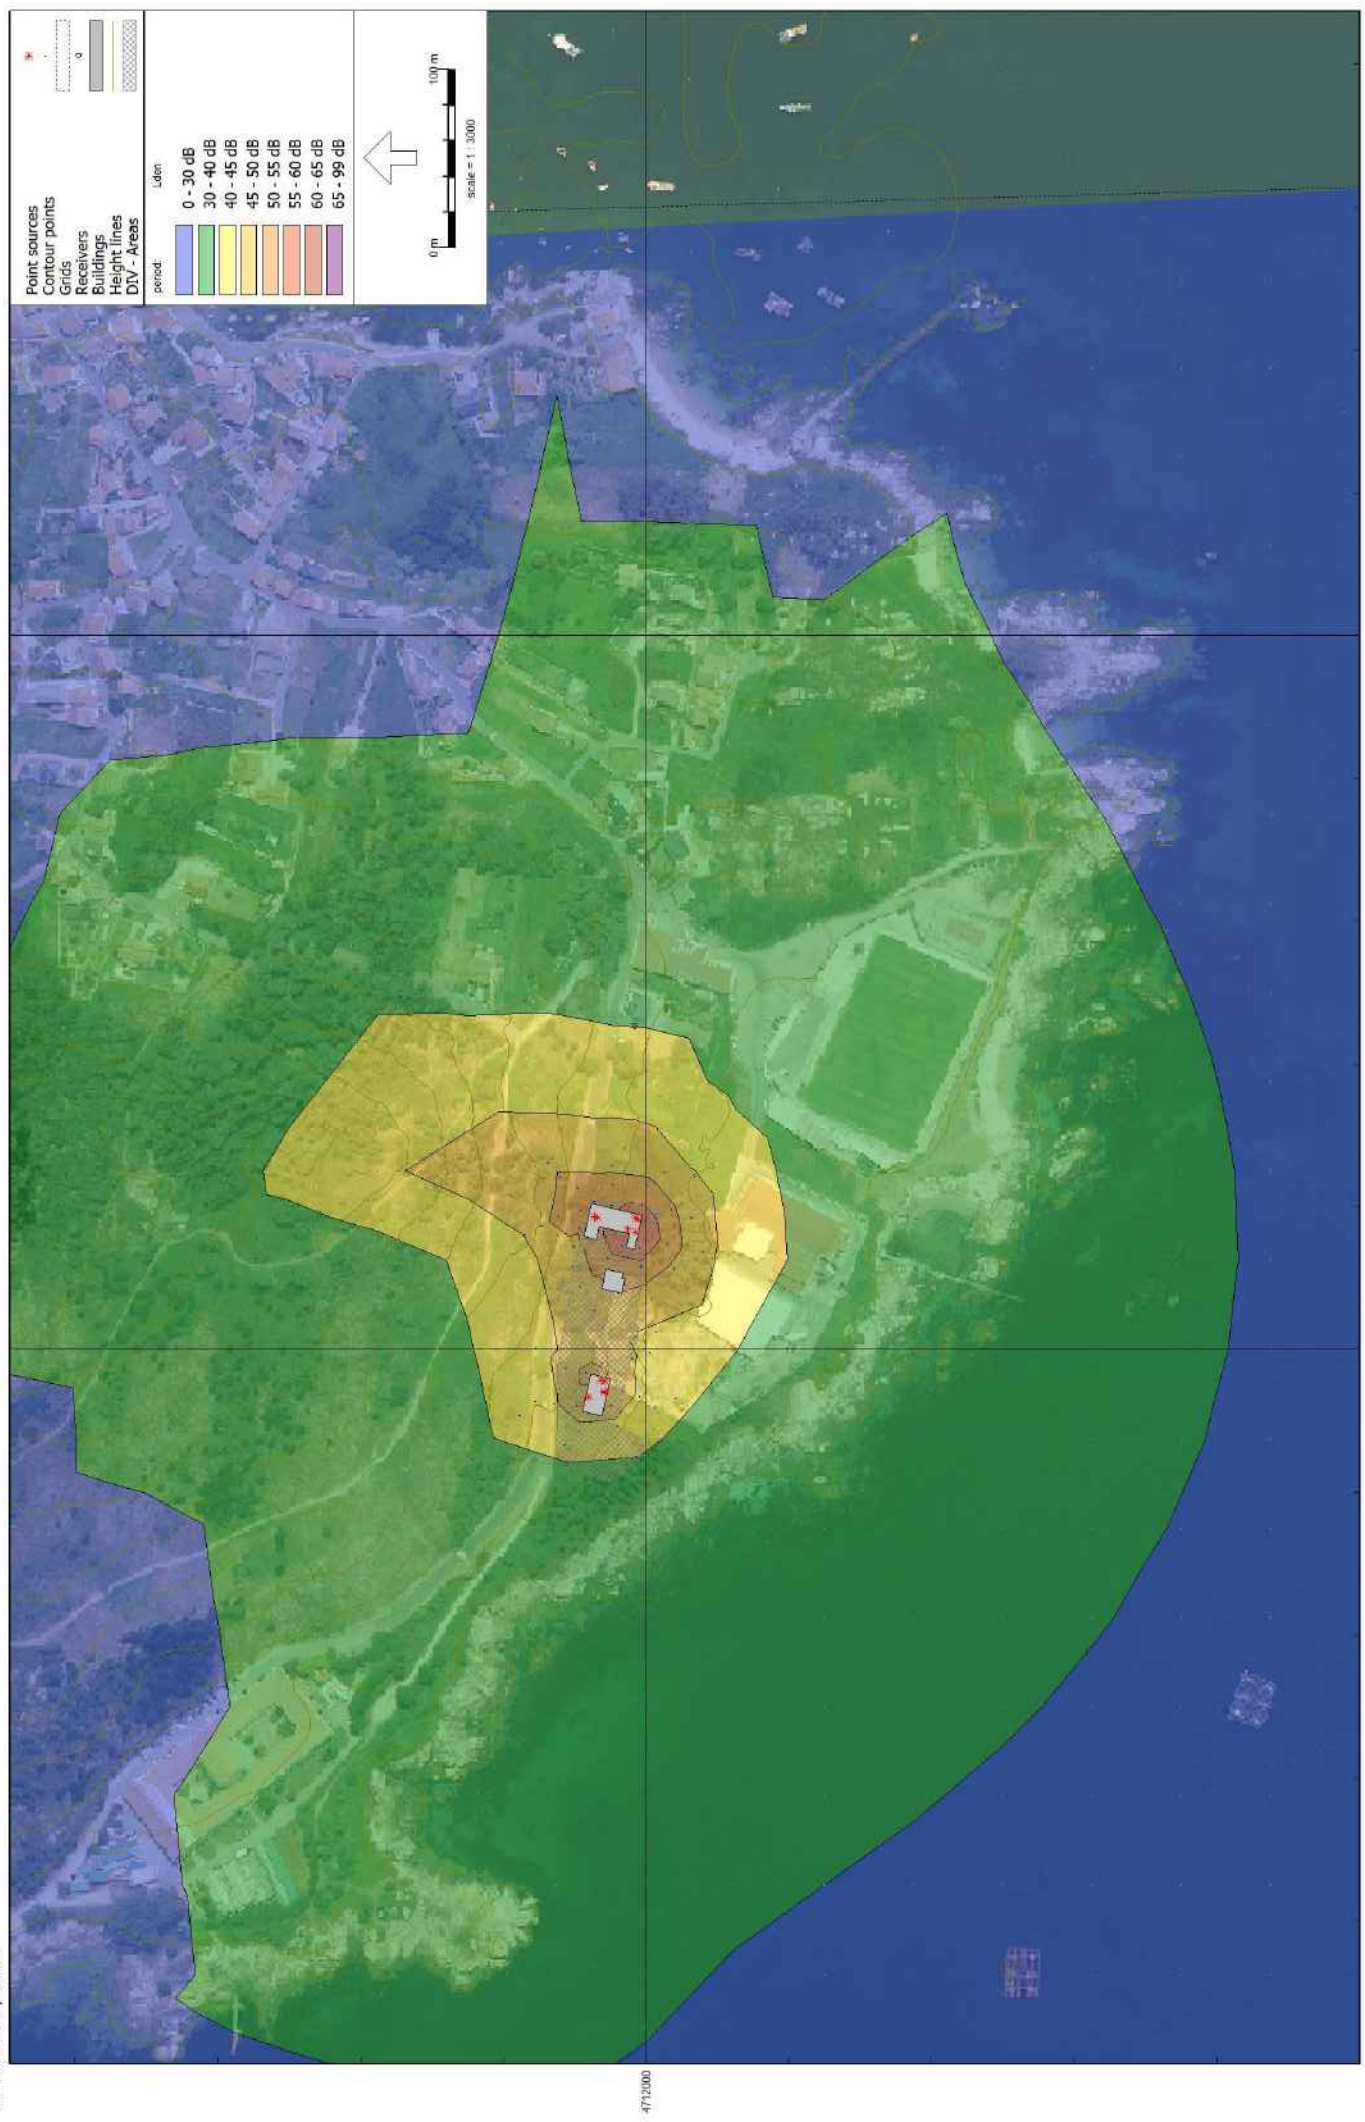 Point sources
Contour points
Grids
Receivers
Buildings
Height lines
DIV - Areas
period: Lden
0 - 30 dB
30 - 40 dB
40 - 45 dB
45 - 50 dB
50 - 55 dB
55 - 60 dB
60 - 65 dB
65 - 99 dB
0 m 100 m
scale = 1 : 3000
4712000